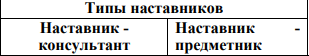 Типы наставников
Наставник -
консультант
Наставник -
предметник